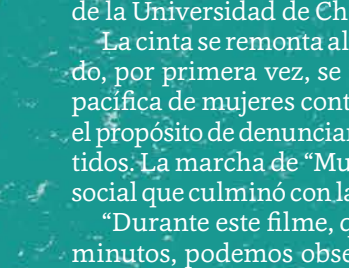 de la Universidad de Ch
La cinta se remonta al
do, por primera vez, se
pacífica de mujeres cont
el propósito de denunciar
tidos. La marcha de “Mu
social que culminó con la
“Durante este filme, q
minutos, podemos obse